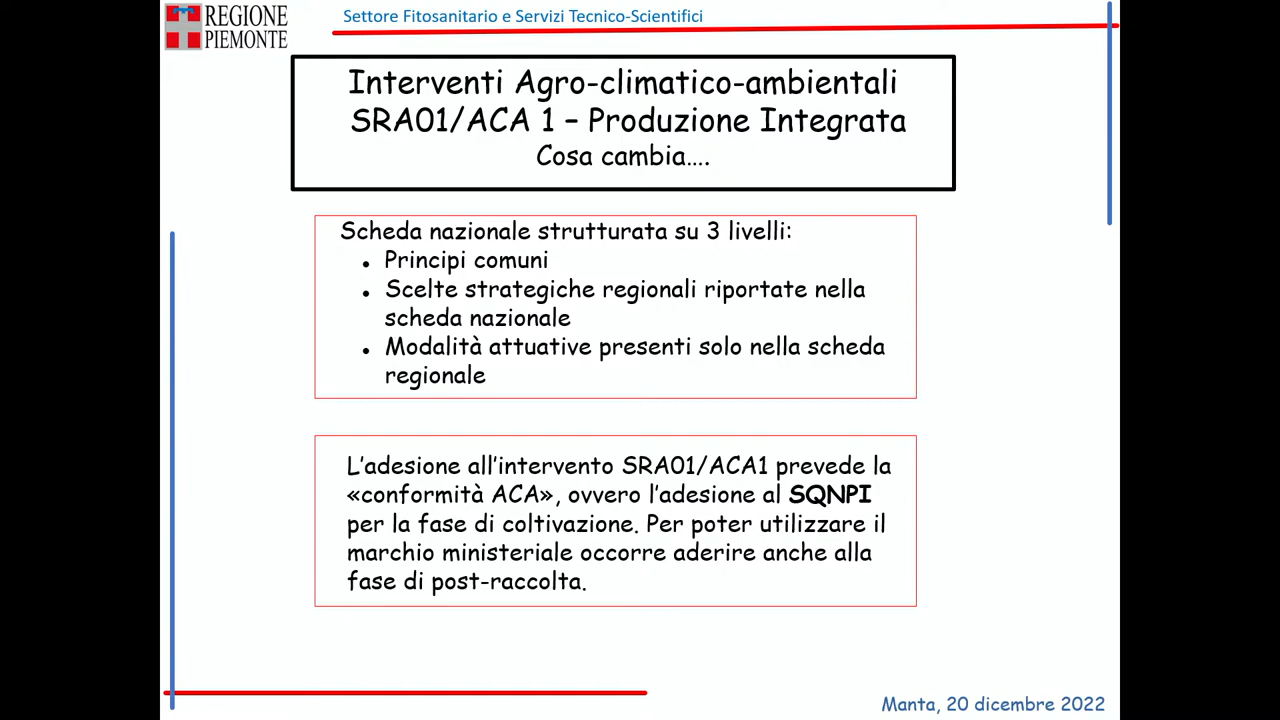 REGIONE
PIEMONTE
Settore Fitosanitario e Servizi Tecnico-Scientifici
Interventi Agro-climatico-ambientali
SRA01/ACA 1 – Produzione Integrata
Cosa cambia....
Scheda nazionale strutturata su 3 livelli:
• Principi comuni
• Scelte strategiche regionali riportate nella
scheda nazionale
• Modalità attuative presenti solo nella scheda
regionale
L'adesione all'intervento SRA01/ACA1 prevede la
«conformità ACA», ovvero l'adesione al SQNPI
per la fase di coltivazione. Per poter utilizzare il
marchio ministeriale occorre aderire anche alla
fase di post-raccolta.
Manta, 20 dicembre 2022